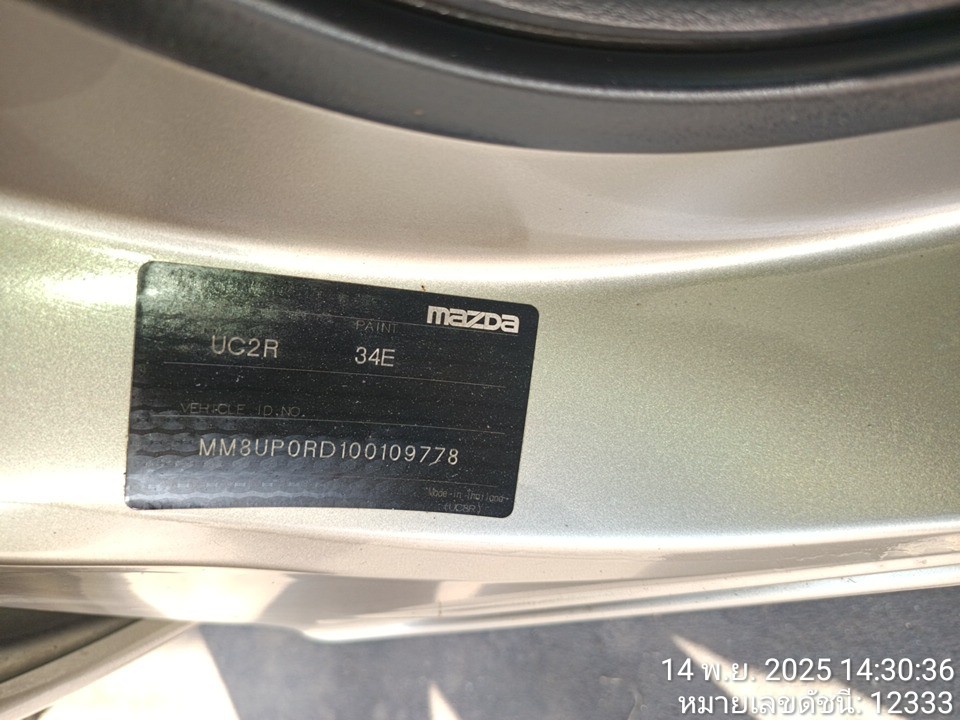 mazda
PAINT
UC2R 34E
VEHICLE ID.NO.
MM8UP0RD100109778
Made-in-Thailand
(UC8R)
14 พ.ย. 2025 14:30:36
หมายเลขดัชนี: 12333